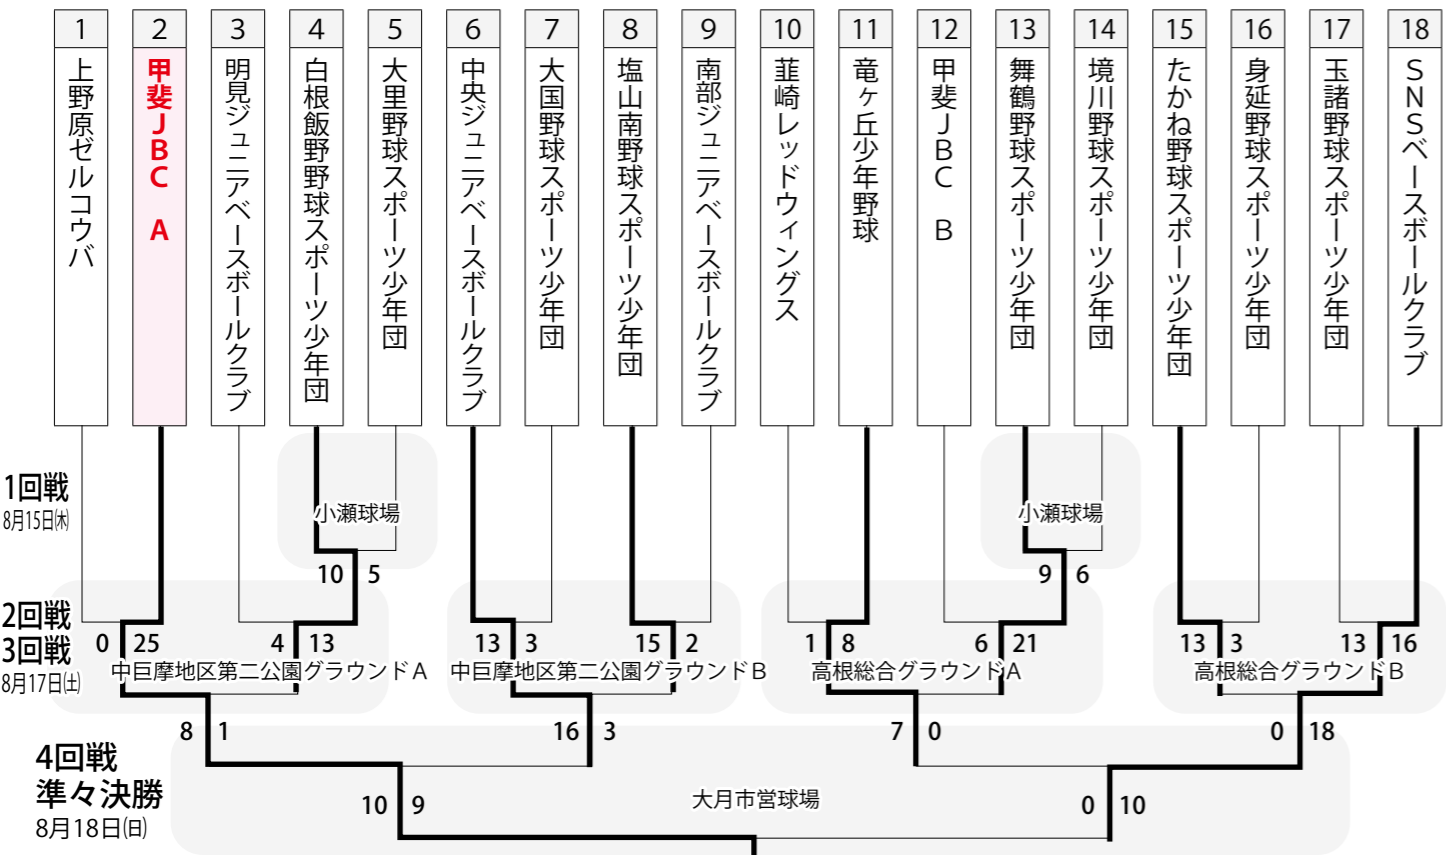 1
上野原ゼルコウバ
2
甲斐JBC A
3
明見ジュニアベースボールクラブ
4
白根飯野野球スポーツ少年団
5
大里野球スポーツ少年団
6
中央ジュニアベースボールクラブ
7
大国野球スポーツ少年団
8
塩山南野球スポーツ少年団
9
南部ジュニアベースボールクラブ
10
韮崎レッドウィングス
11
竜ヶ丘少年野球
12
甲斐JBC B
13
舞鶴野球スポーツ少年団
14
境川野球スポーツ少年団
15
たかね野球スポーツ少年団
16
身延野球スポーツ少年団
17
玉諸野球スポーツ少年団
18
SNSベースボールクラブ
1回戦
8月15日㈭
小瀬球場
小瀬球場
10 5
9 6
2回戦
3回戦
8月17日㈯
0 25
4 13
13 3
15 2
1 8
6 21
13 3
13 16
中巨摩地区第二公園グラウンドA
中巨摩地区第二公園グラウンドB
高根総合グラウンドA
高根総合グラウンドB
8 1
16 3
7 0
0 18
4回戦
準々決勝
8月18日㈰
10 9
大月市営球場
0 10